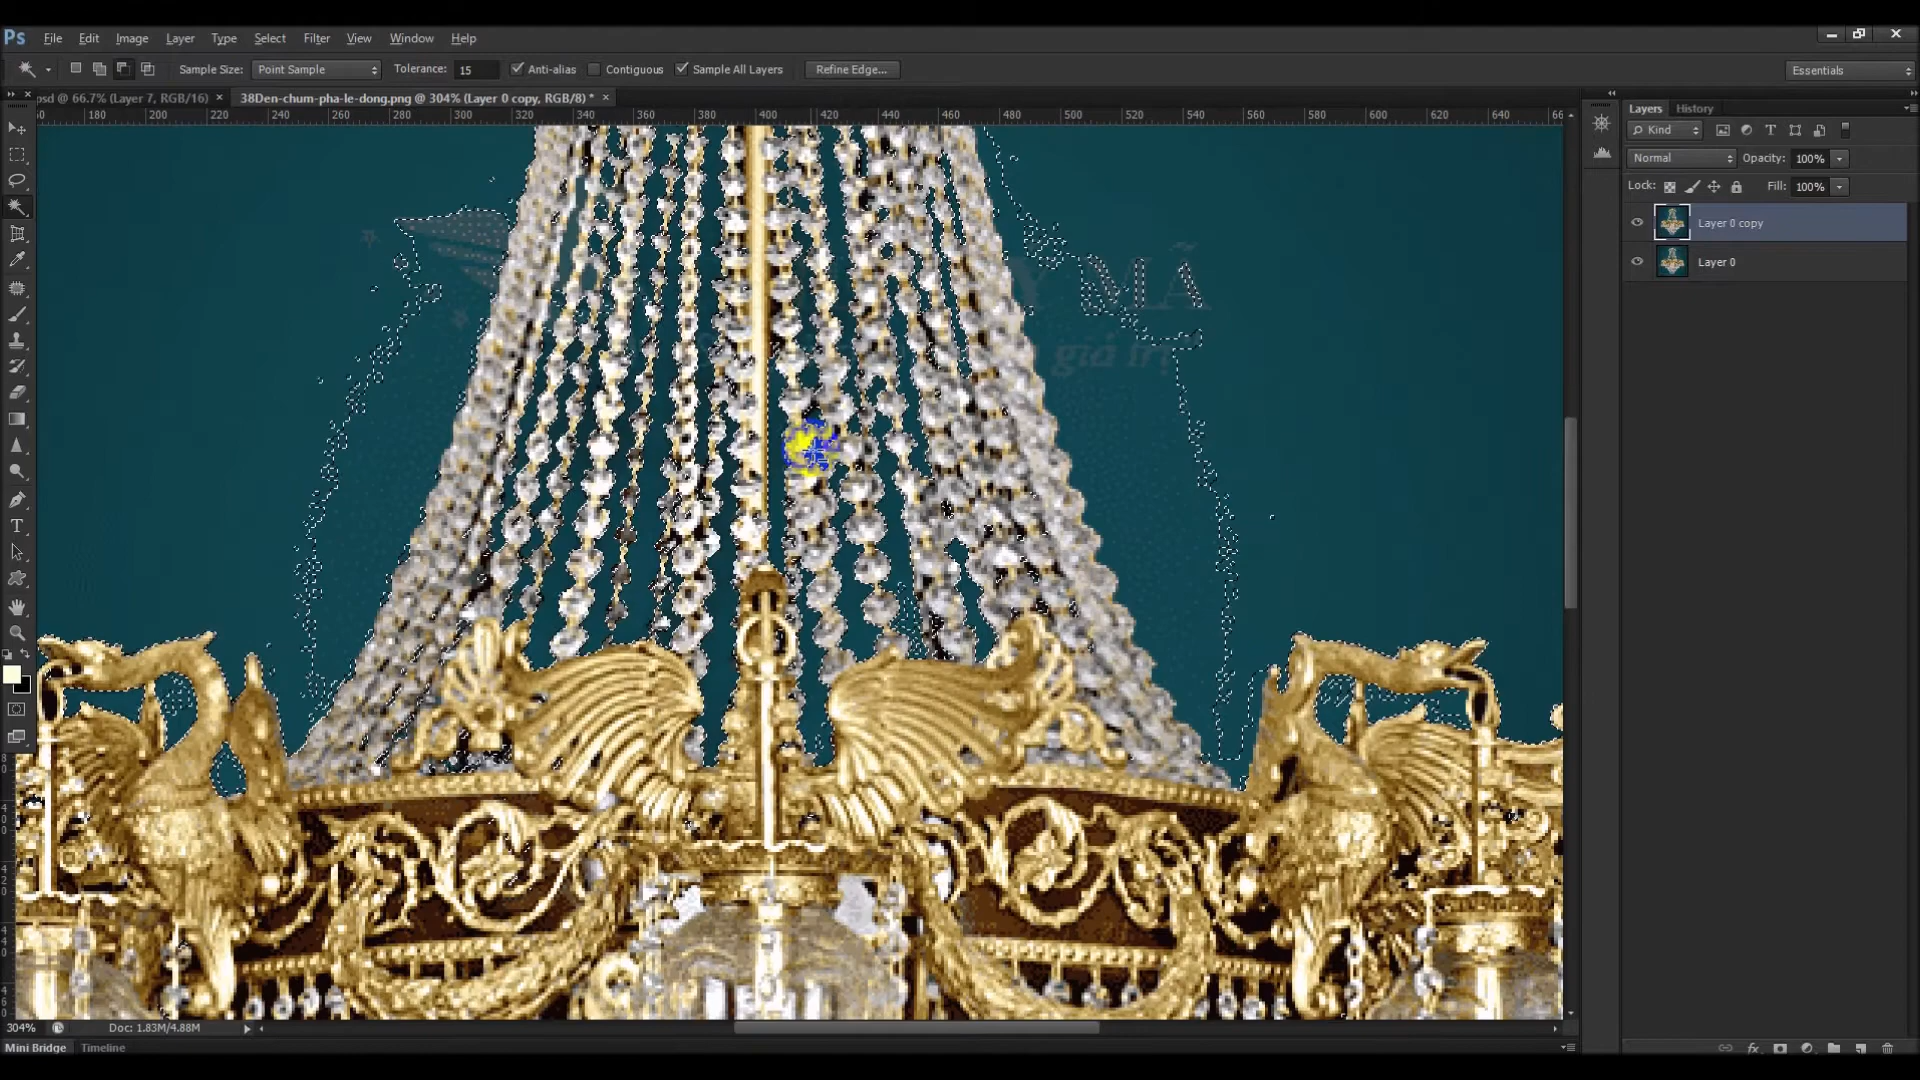 Ps File Edit Image Layer Type Select Filter View Window Help
Sample Size: Point Sample Tolerance: 15 Anti-alias Contiguous Sample All Layers Refine Edge... Essentials
psd @ 66.7% (Layer 7, RGB/16) × 38Den-chum-pha-le-dong.png @ 304% (Layer 0 copy, RGB/8) * ×
180 200 220 240 260 280 300 320 340 360 380 400 420 440 460 480 500 520 540 560 580 600 620 640 66
Layers History
Kind
Normal Opacity: 100%
Lock: Fill: 100%
Layer 0 copy
Layer 0
Y MÃ
giá trị
304% Doc: 1.83M/4.88M
Mini Bridge Timeline